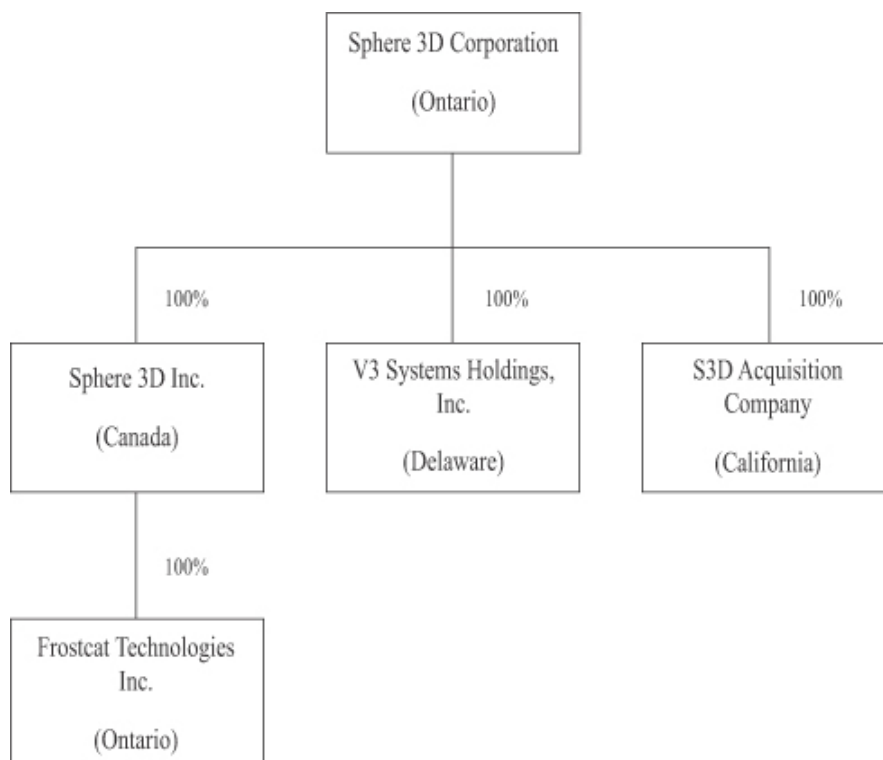 Sphere 3D Corporation
(Ontario)
100%
100%
100%
Sphere 3D Inc.
(Canada)
V3 Systems Holdings,
Inc.
(Delaware)
S3D Acquisition
Company
(California)
100%
Frostcat Technologies
Inc.
(Ontario)